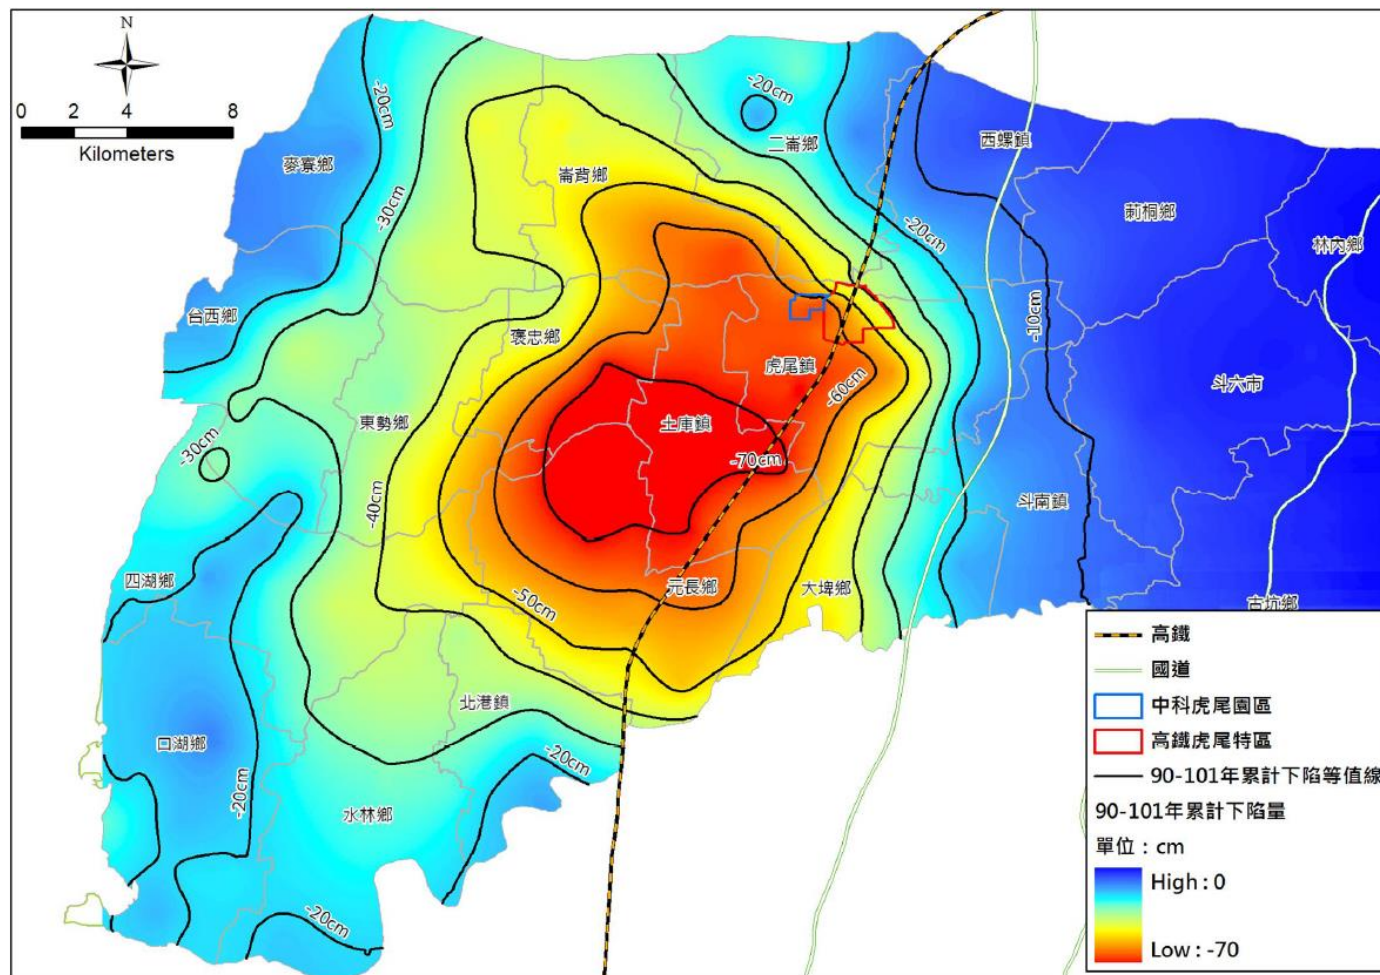 N
0 2 4 8
Kilometers
-20cm
-20cm
二崙鄉
西螺鎮
麥寮鄉
崙背鄉
-30cm
莿桐鄉
-20cm
林內鄉
台西鄉
褒忠鄉
-10cm
虎尾鎮
-60cm
斗六市
東勢鄉
土庫鎮
-30cm
-70cm
-40cm
斗南鎮
四湖鄉
-50cm
元長鄉
大埤鄉
古坑鄉
北港鎮
口湖鄉
-20cm
-20cm
水林鄉
-20cm
高鐵
國道
中科虎尾園區
高鐵虎尾特區
90-101年累計下陷等值線
90-101年累計下陷量
單位：cm
High : 0
Low : -70